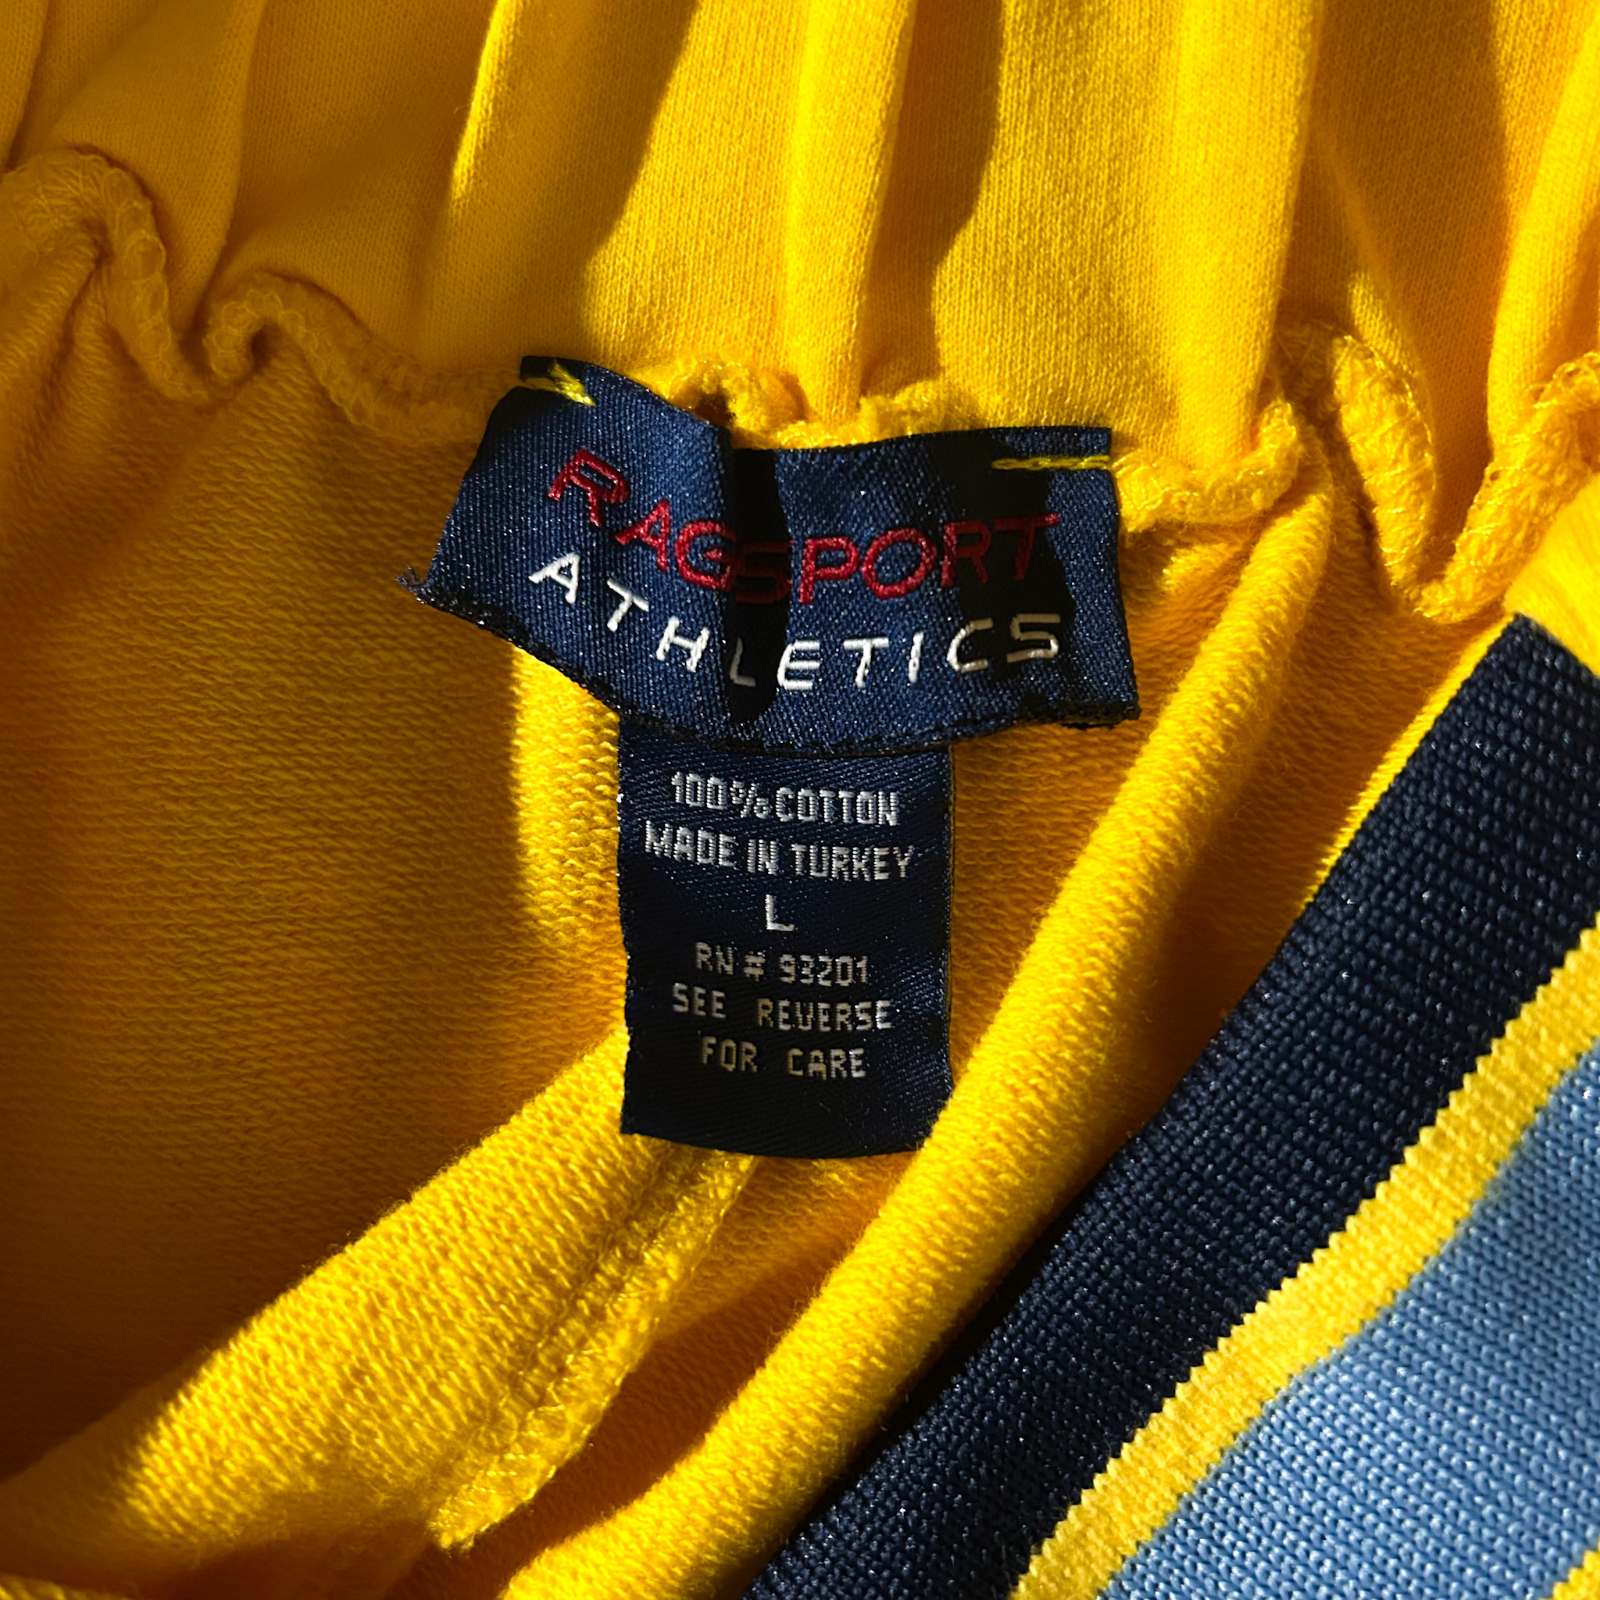 RAGSPORT
ATHLETICS
100% COTTON
MADE IN TURKEY
L
RN # 93201
SEE REVERSE
FOR CARE